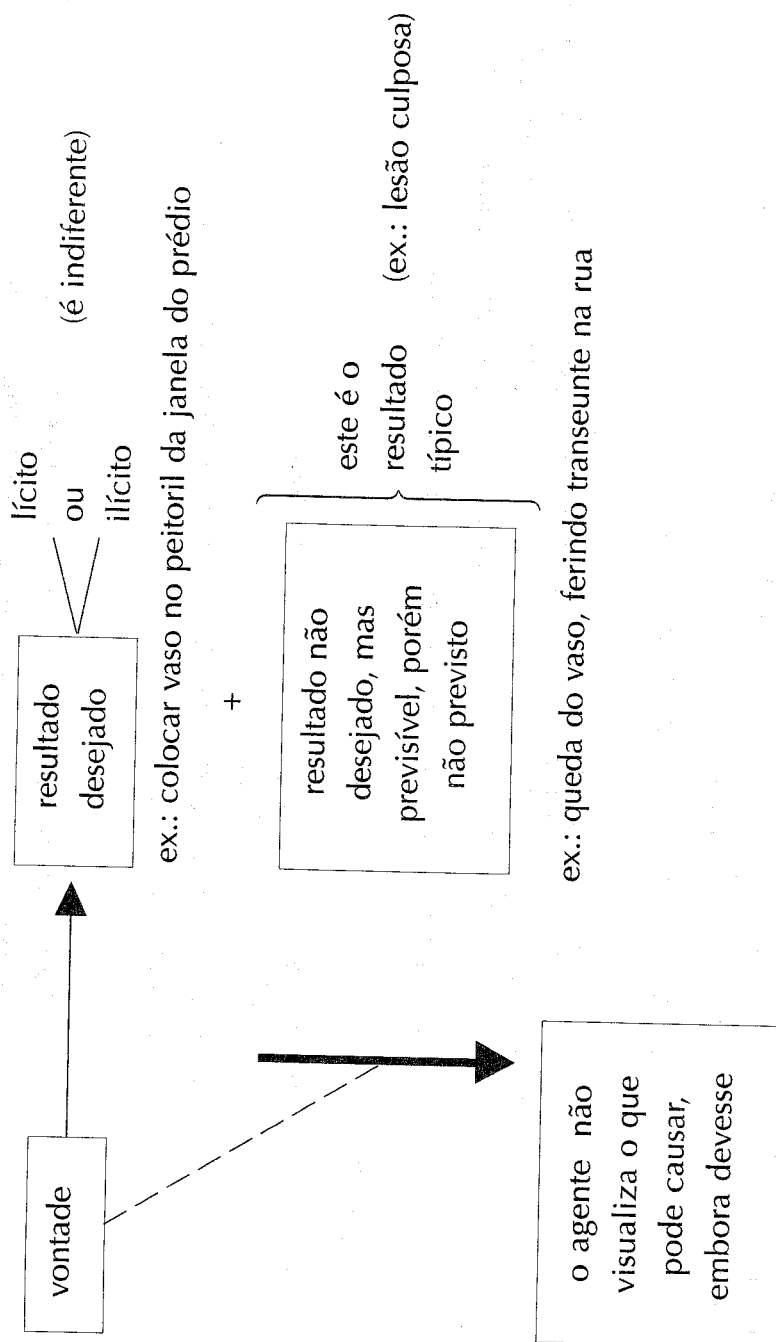 vontade
resultado
desejado
lícito
ou
ilícito
(é indiferente)
ex.: colocar vaso no peitoril da janela do prédio
+
resultado não
desejado, mas
previsível, porém
não previsto
este é o
resultado
típico
(ex.: lesão culposa)
ex.: queda do vaso, ferindo transeunte na rua
o agente não
visualiza o que
pode causar,
embora devesse